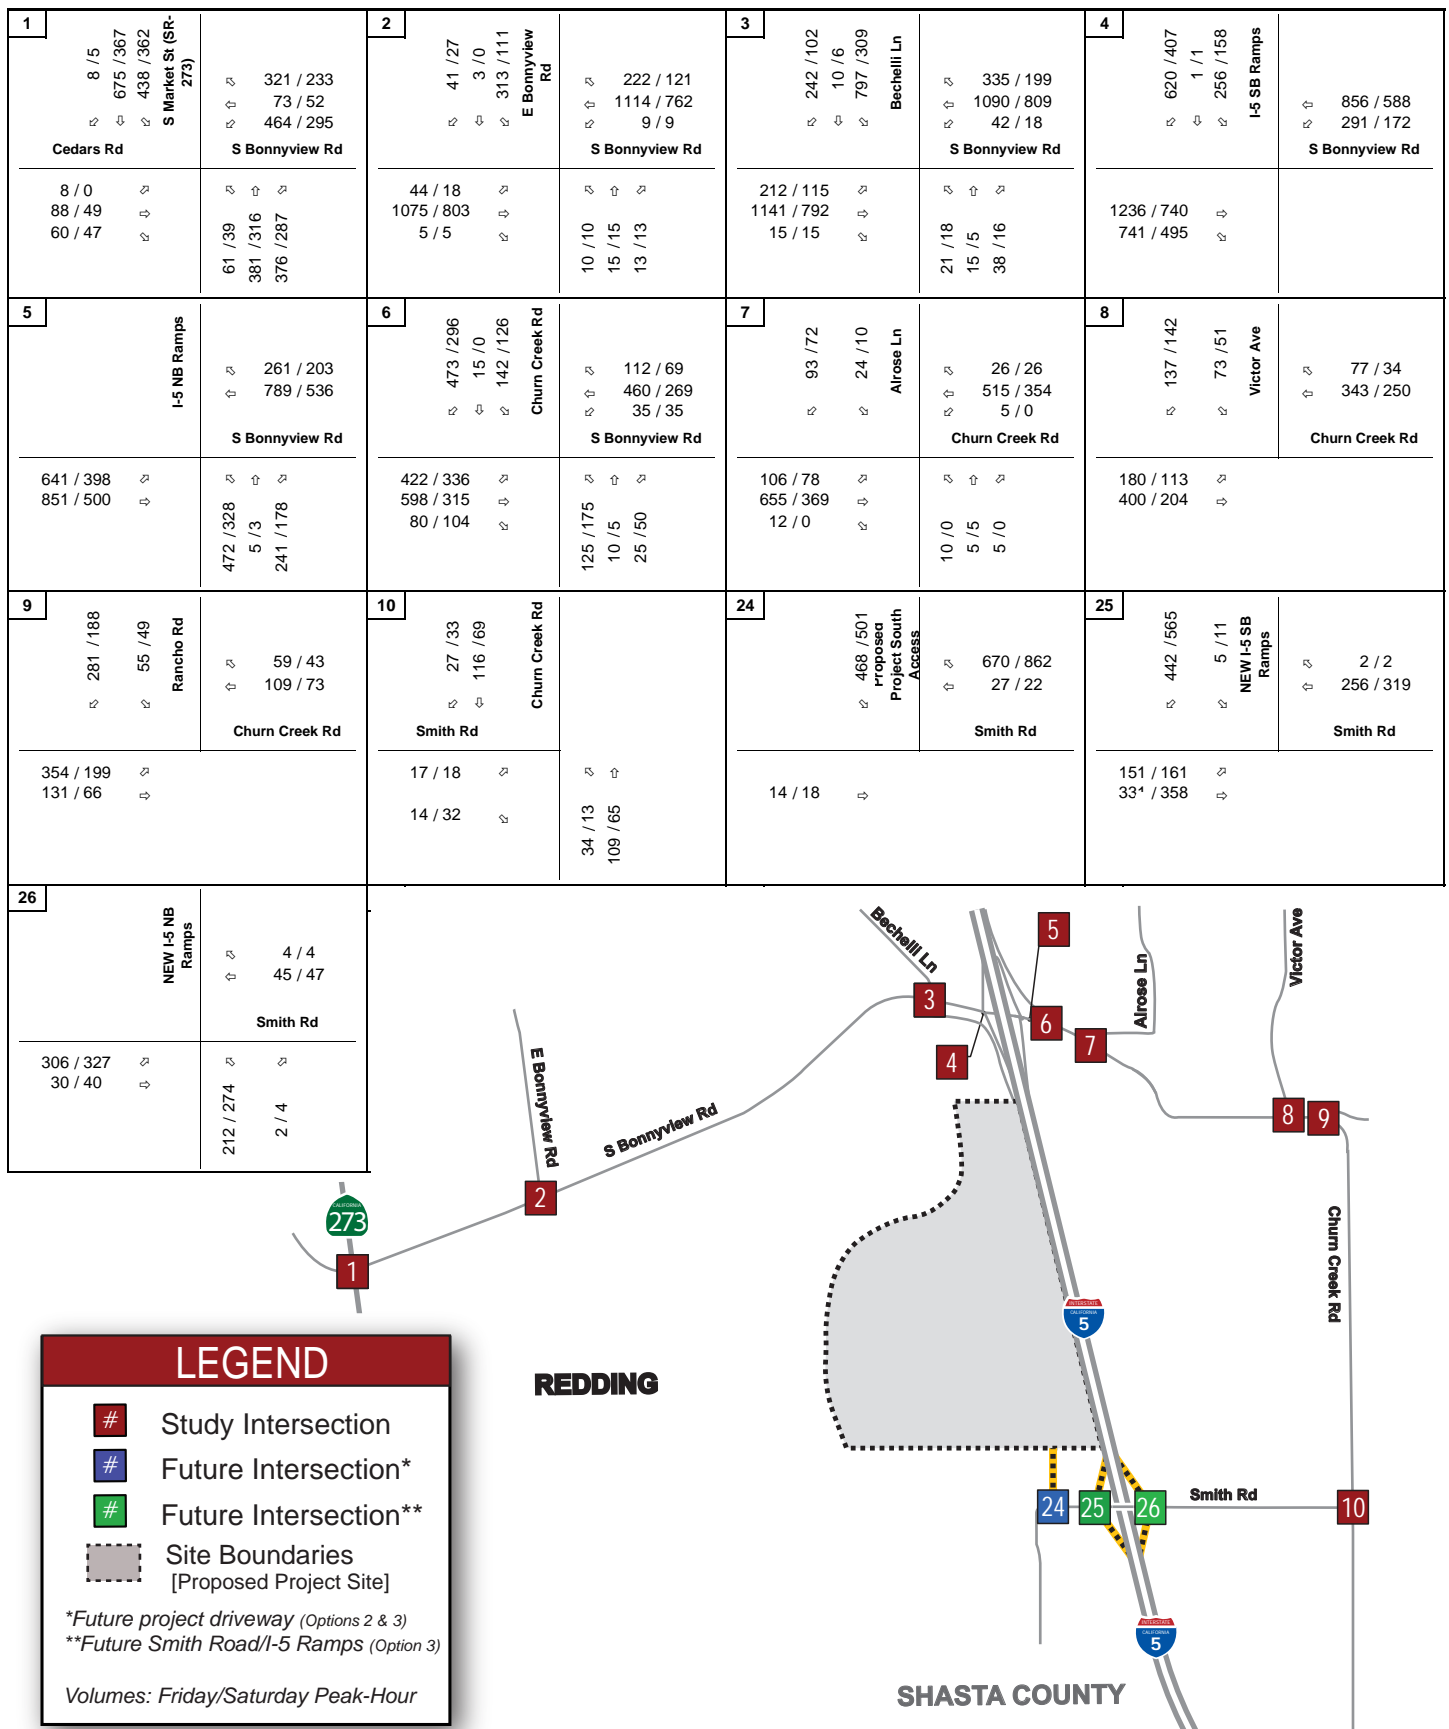 1
8 / 5
675 / 367
438 / 362
S Market St (SR-
273)
321 / 233
73 / 52
464 / 295
Cedars Rd
S Bonnyview Rd
8 / 0
88 / 49
60 / 47
61 / 39
381 / 316
376 / 287
2
41 / 27
3 / 0
313 / 111
E Bonnyview
Rd
222 / 121
1114 / 762
9 / 9
S Bonnyview Rd
44 / 18
1075 / 803
5 / 5
10 / 10
15 / 15
13 / 13
3
242 / 102
10 / 6
797 / 309
Bechelli Ln
335 / 199
1090 / 809
42 / 18
S Bonnyview Rd
212 / 115
1141 / 792
15 / 15
21 / 18
15 / 5
38 / 16
4
620 / 407
1 / 1
256 / 158
I-5 SB Ramps
856 / 588
291 / 172
S Bonnyview Rd
1236 / 740
741 / 495
5
I-5 NB Ramps
261 / 203
789 / 536
S Bonnyview Rd
641 / 398
851 / 500
472 / 328
5 / 3
241 / 178
6
473 / 296
15 / 0
142 / 126
Churn Creek Rd
112 / 69
460 / 269
35 / 35
S Bonnyview Rd
422 / 336
598 / 315
80 / 104
125 / 175
10 / 5
25 / 50
7
93 / 72
24 / 10
Alrose Ln
26 / 26
515 / 354
5 / 0
Churn Creek Rd
106 / 78
655 / 369
12 / 0
10 / 0
5 / 5
5 / 0
8
137 / 142
73 / 51
Victor Ave
77 / 34
343 / 250
Churn Creek Rd
180 / 113
400 / 204
9
281 / 188
55 / 49
Rancho Rd
59 / 43
109 / 73
Churn Creek Rd
354 / 199
131 / 66
10
27 / 33
116 / 69
Churn Creek Rd
Smith Rd
17 / 18
14 / 32
34 / 13
109 / 65
24
468 / 501
Proposed
Project South
Access
670 / 862
27 / 22
Smith Rd
14 / 18
25
442 / 565
5 / 11
NEW I-5 SB
Ramps
2 / 2
256 / 319
Smith Rd
151 / 161
331 / 358
26
NEW I-5 NB
Ramps
4 / 4
45 / 47
Smith Rd
306 / 327
30 / 40
212 / 274
2 / 4
Bechelli Ln
5
Alrose Ln
Victor Ave
3
6
4
7
8
9
E Bonnyview Rd
S Bonnyview Rd
2
CALIFORNIA
273
1
Churn Creek Rd
INTERSTATE
CALIFORNIA
5
REDDING
24
25
26
Smith Rd
10
INTERSTATE
CALIFORNIA
5
SHASTA COUNTY
LEGEND
# Study Intersection
# Future Intersection*
# Future Intersection**
Site Boundaries
[Proposed Project Site]
*Future project driveway (Options 2 & 3)
**Future Smith Road/I-5 Ramps (Option 3)
Volumes: Friday/Saturday Peak-Hour